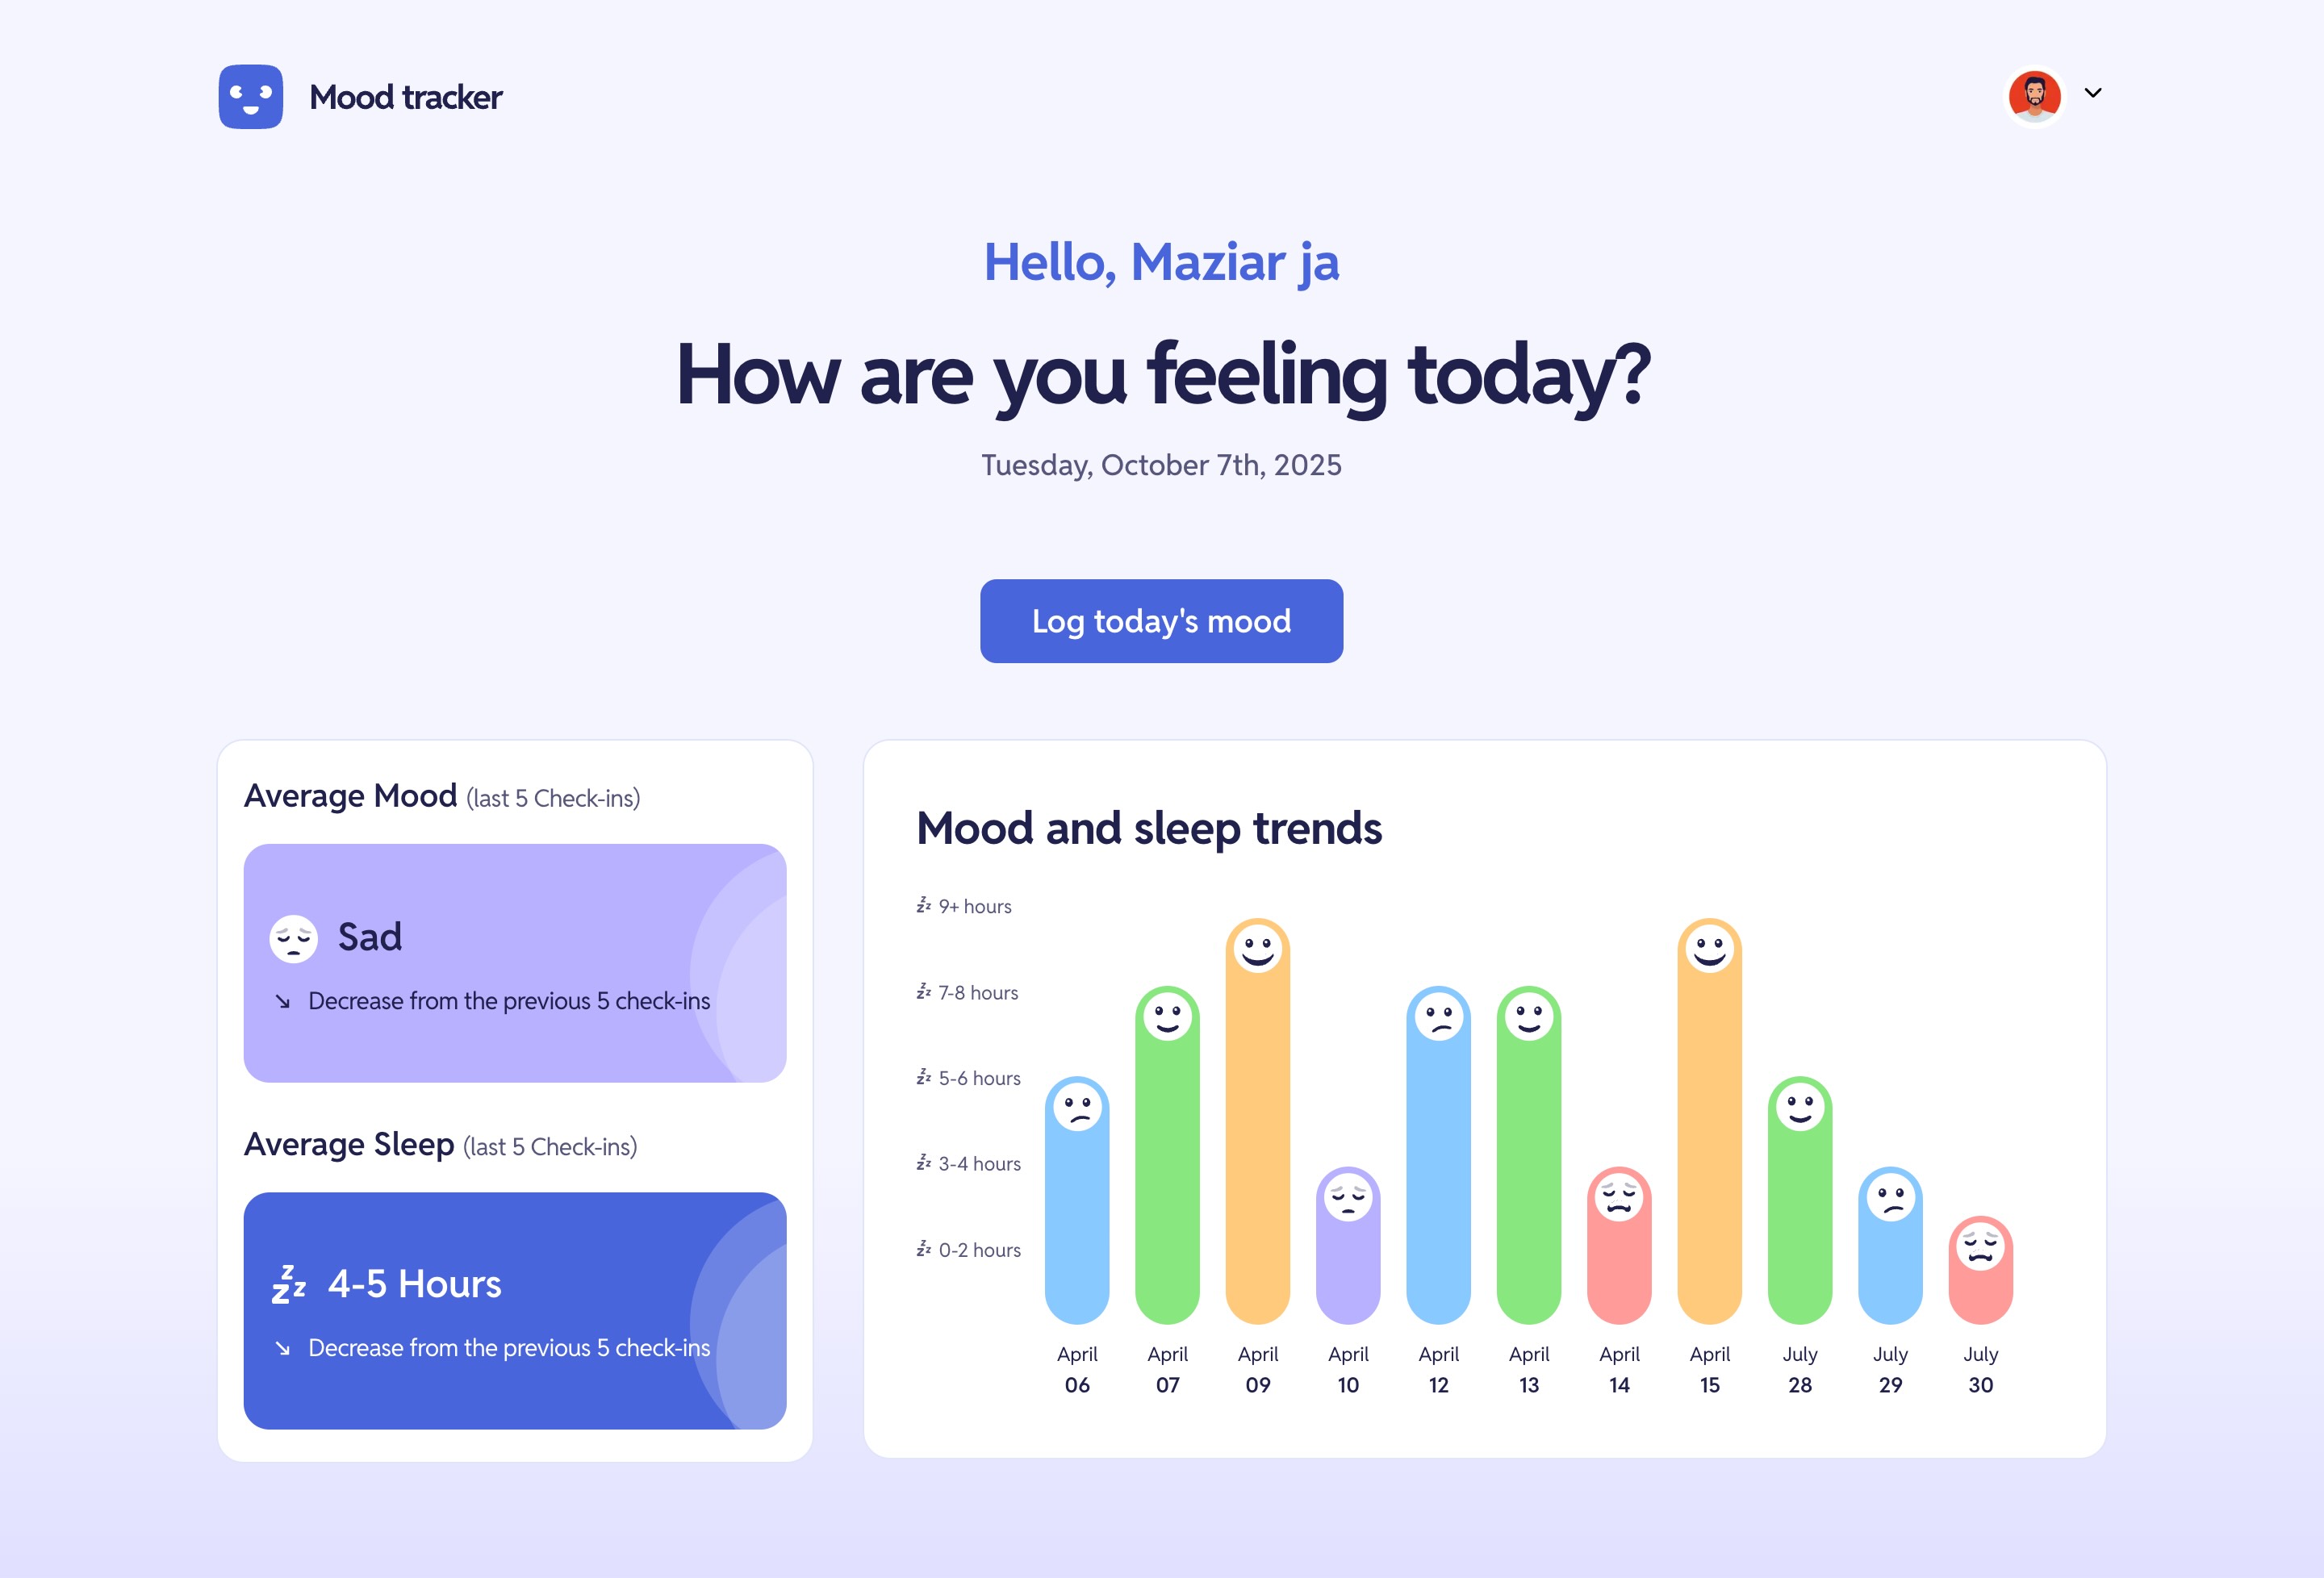 Mood tracker
Hello, Maziar ja
How are you feeling today?
Tuesday, October 7th, 2025
Log today's mood
Average Mood (last 5 Check-ins)
Sad
Decrease from the previous 5 check-ins
Average Sleep (last 5 Check-ins)
4-5 Hours
Decrease from the previous 5 check-ins
Mood and sleep trends
9+ hours
7-8 hours
5-6 hours
3-4 hours
0-2 hours
April
06
April
07
April
09
April
10
April
12
April
13
April
14
April
15
July
28
July
29
July
30